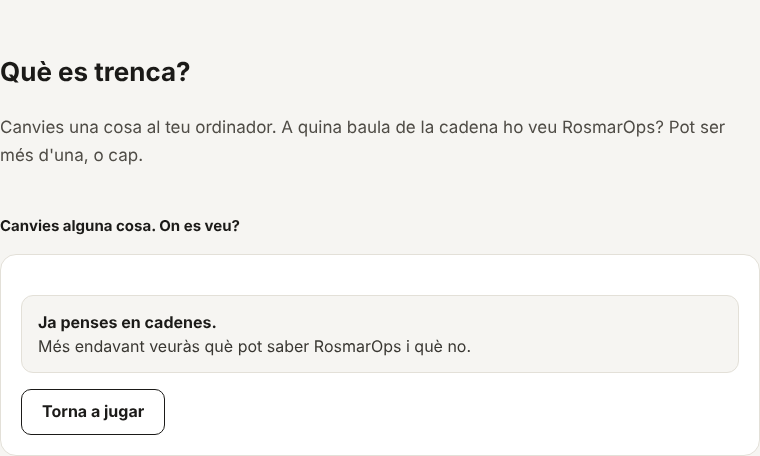 Què es trenca?
Canvies una cosa al teu ordinador. A quina baula de la cadena ho veu RosmarOps? Pot ser
més d'una, o cap.
Canvies alguna cosa. On es veu?
Ja penses en cadenes.
Més endavant veuràs què pot saber RosmarOps i què no.
Torna a jugar